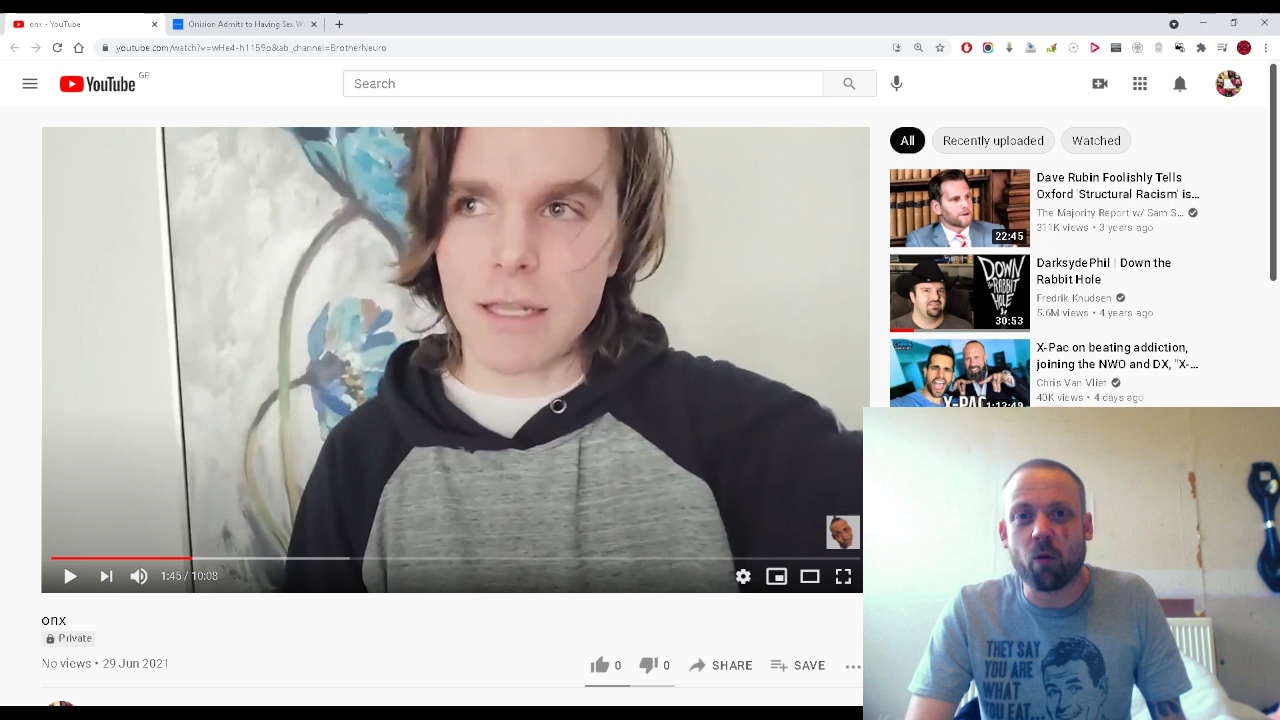 onx - YouTube
Onision Admits to Having Sex W
youtube.com/watch?v=wHe4-h1159o&ab_channel=BrotherNeuro
YouTube GB
Search
All
Recently uploaded
Watched
Dave Rubin Foolishly Tells
Oxford 'Structural Racism' is...
The Majority Report w/ Sam S...
311K views • 3 years ago
22:45
DarksydePhil | Down the
Rabbit Hole
Fredrik Knudsen
5.6M views • 4 years ago
DOWN
THE RABBIT
HOLE
30:53
X-Pac on beating addiction,
joining the NWO and DX, "X-...
Chris Van Vliet
40K views • 4 days ago
X-PAC
1:13:49
1:45 / 10:08
onx
Private
No views • 29 Jun 2021
0
0
SHARE
SAVE
THEY SAY
YOU ARE
WHAT
YOU EAT...